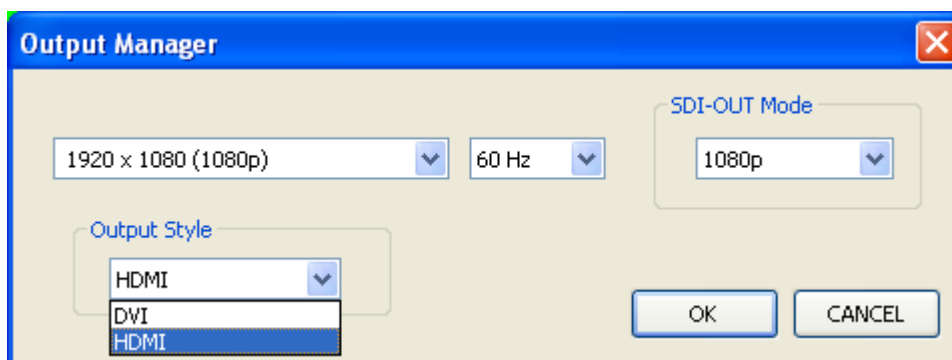 Output Manager
SDI-OUT Mode
1920 x 1080 (1080p)
60 Hz
1080p
Output Style
HDMI
DVI
HDMI
OK
CANCEL